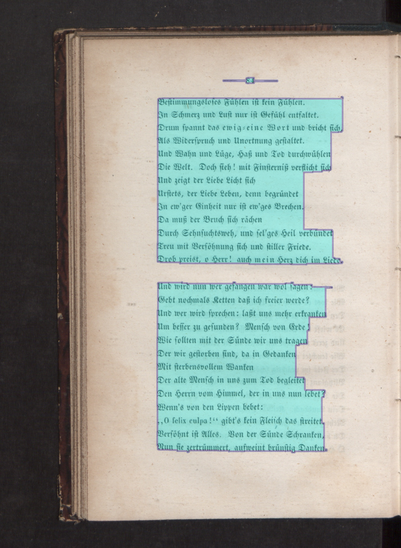 Bestimmungsloses Fühlen ist kein Fühlen.
In Schmerz und Lust nur ist Gefühl entfaltet.
Drum spannt das ewig-eine Wort und bricht sich
Als Widerspruch und Unordnung gestaltet.
Und Wahn und Lüge, Haß und Tod durchwühlen
Die Welt. Doch sieh! mit Finsterniß verflicht sich
Und zeigt der Liebe Licht sich
Urstets, der Liebe Leben, denn begründet
In ew'ger Einheit nur ist ew'ges Brechen.
Da muß der Bruch sich rächen
Durch Sehnsuchtsweh, und sel'ges Heil verbündet
Treu mit Versöhnung sich und stiller Friede.
Drob preist, o Herr! auch mein Herz dich im Liede.
Und wird nun wer gefangen war wol sagen:
Gebt nochmals Ketten daß ich freier werde?
Und wer wird sprechen: laßt uns mehr erkranken
Um besser zu gesunden? Mensch von Erde
Wie sollten mit der Sünde wir uns tragen
Der wir gestorben sind, da in Gedanken
Mit sterbensvollem Wanken
Der alte Mensch in uns zum Tod begleitet
Den Herrn vom Himmel, der in uns nun lebet?
Wenn's von den Lippen bebet:
„O felix culpa!“ gibt's kein Fleisch das streitet,
Versöhnt ist Alles. Von der Sünde Schranken,
Nun sie zertrümmert, aufweint brünstig Danken.